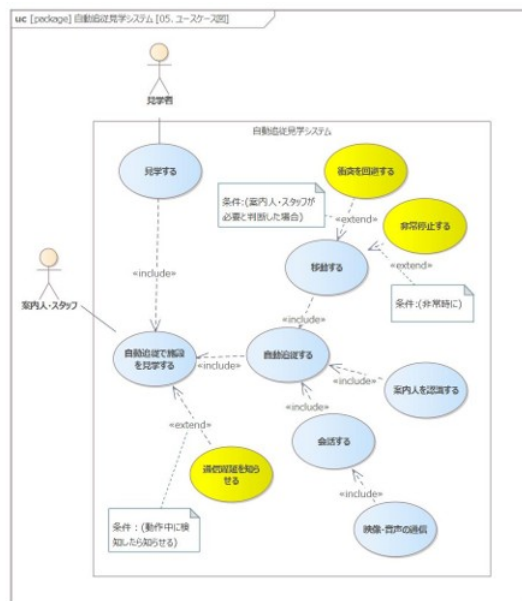 uc [package] 自動追従見学システム [05. ユースケース図]
見学者
自動追従見学システム
見学する
衝突を回避する
条件:(案内人・スタッフが
必要と判断した場合)
«extend»
非常停止する
«extend»
移動する
«include»
条件:(非常時に)
案内人・スタッフ
«include»
自動追従で施設
を見学する
«include»
自動追従する
«include»
案内人を認識する
«include»
«extend»
会話する
通信遅延を知ら
せる
«include»
条件：(動作中に検
知したら知らせる)
映像・音声の通信